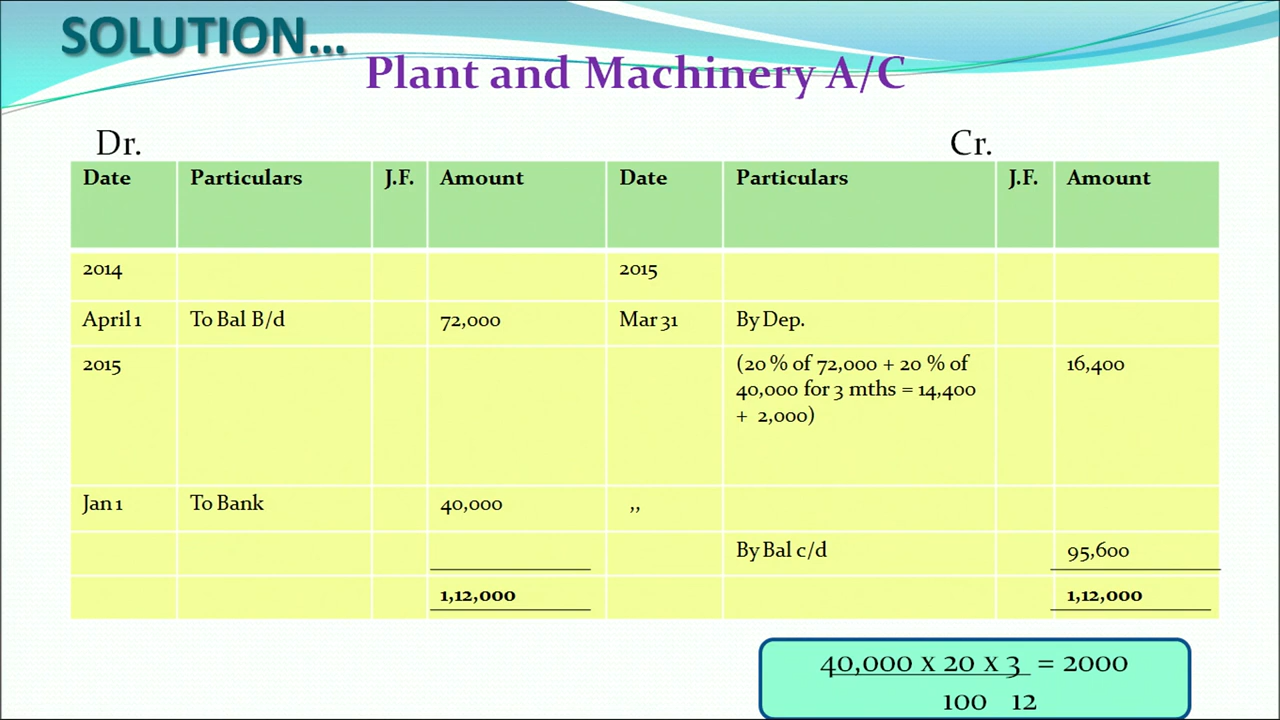 SOLUTION...
Plant and Machinery A/C
Dr. Cr.
Date Particulars J.F. Amount Date Particulars J.F. Amount
2014 2015
April 1 To Bal B/d 72,000 Mar 31 By Dep.
2015 (20 % of 72,000 + 20 % of 16,400
40,000 for 3 mths = 14,400
+ 2,000)
Jan 1 To Bank 40,000 ,,
By Bal c/d 95,600
1,12,000 1,12,000
40,000 x 20 x 3 = 2000
100 12